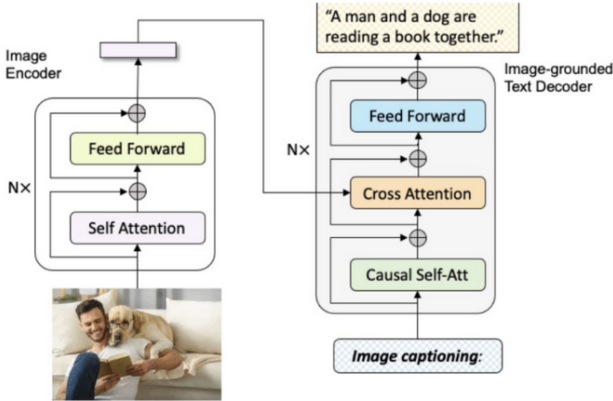 Image
Encoder
N×
Feed Forward
Self Attention
"A man and a dog are
reading a book together."
Image-grounded
Text Decoder
N×
Feed Forward
Cross Attention
Causal Self-Att
Image captioning: